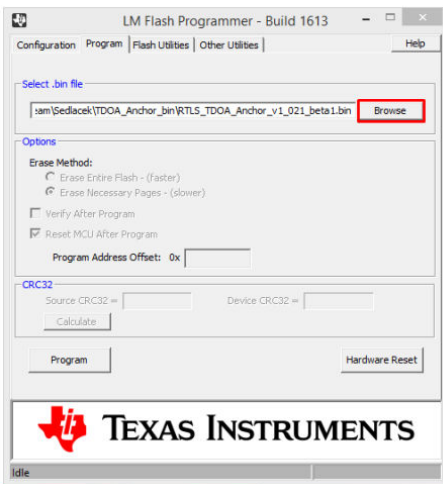 LM Flash Programmer - Build 1613
Configuration Program Flash Utilities Other Utilities Help
Select .bin file
:am\Sedlacek\TDOA_Anchor_bin\RTLS_TDOA_Anchor_v1_021_beta1.bin Browse
Options
Erase Method:
Erase Entire Flash - (faster)
Erase Necessary Pages - (slower)
Verify After Program
Reset MCU After Program
Program Address Offset: 0x
CRC32
Source CRC32 = Device CRC32 =
Calculate
Program Hardware Reset
TEXAS INSTRUMENTS
Idle